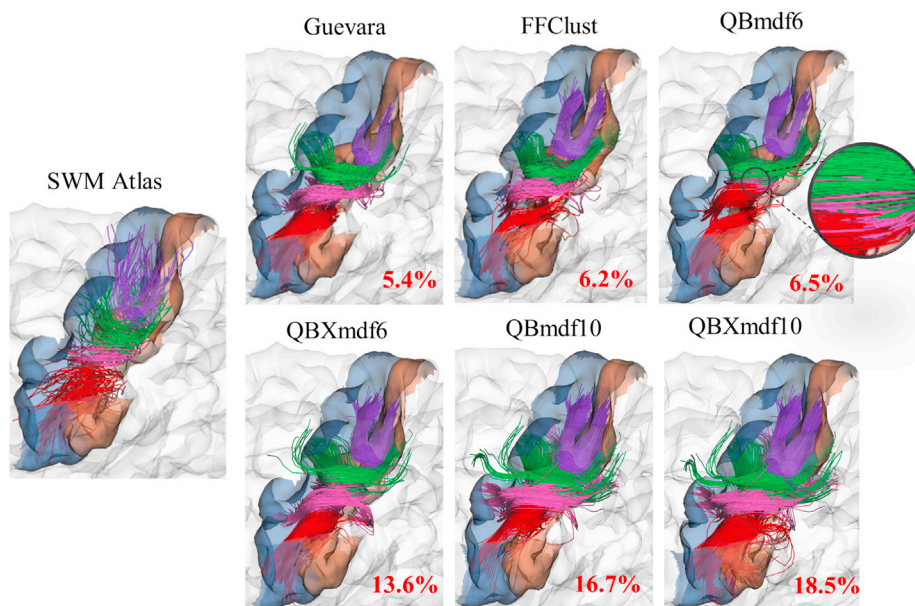 Guevara
FFClust
QBmdf6
SWM Atlas
5.4%
6.2%
6.5%
QBXmdf6
QBmdf10
QBXmdf10
13.6%
16.7%
18.5%